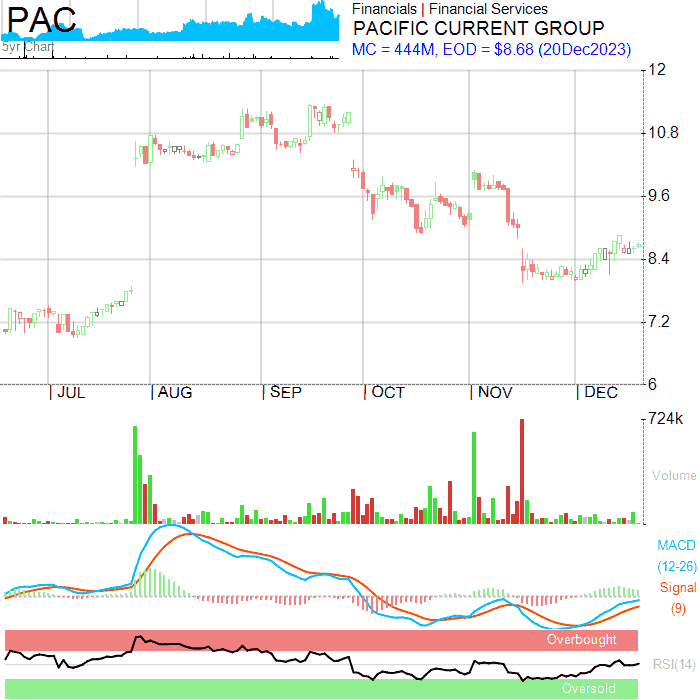 PAC
5yr Chart
Financials | Financial Services
PACIFIC CURRENT GROUP
MC = 444M, EOD = $8.68 (20Dec2023)
12
10.8
9.6
8.4
7.2
6
| JUL | AUG | SEP | OCT | NOV | DEC
724k
Volume
MACD
(12-26)
Signal
(9)
Overbought
RSI(14)
Oversold